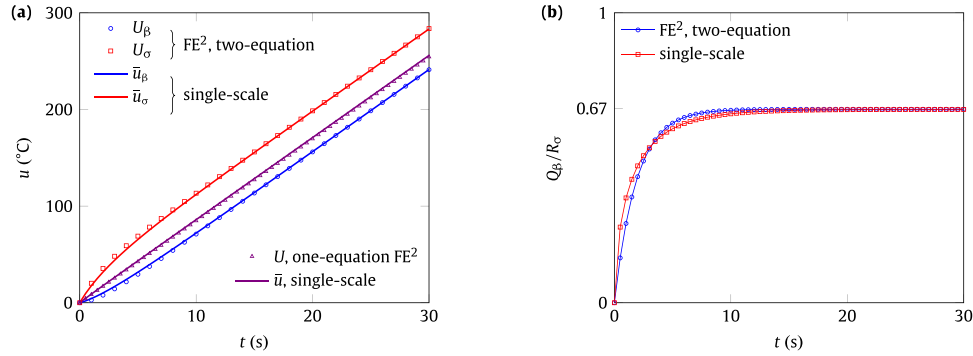 (a)
300
200
100
0
0
10
20
30
u (°C)
t (s)
U_β
U_σ
FE², two-equation
ū_β
ū_σ
single-scale
U, one-equation FE²
ū, single-scale
(b)
1
0.67
0
0
10
20
30
Q_β/R_σ
t (s)
FE², two-equation
single-scale